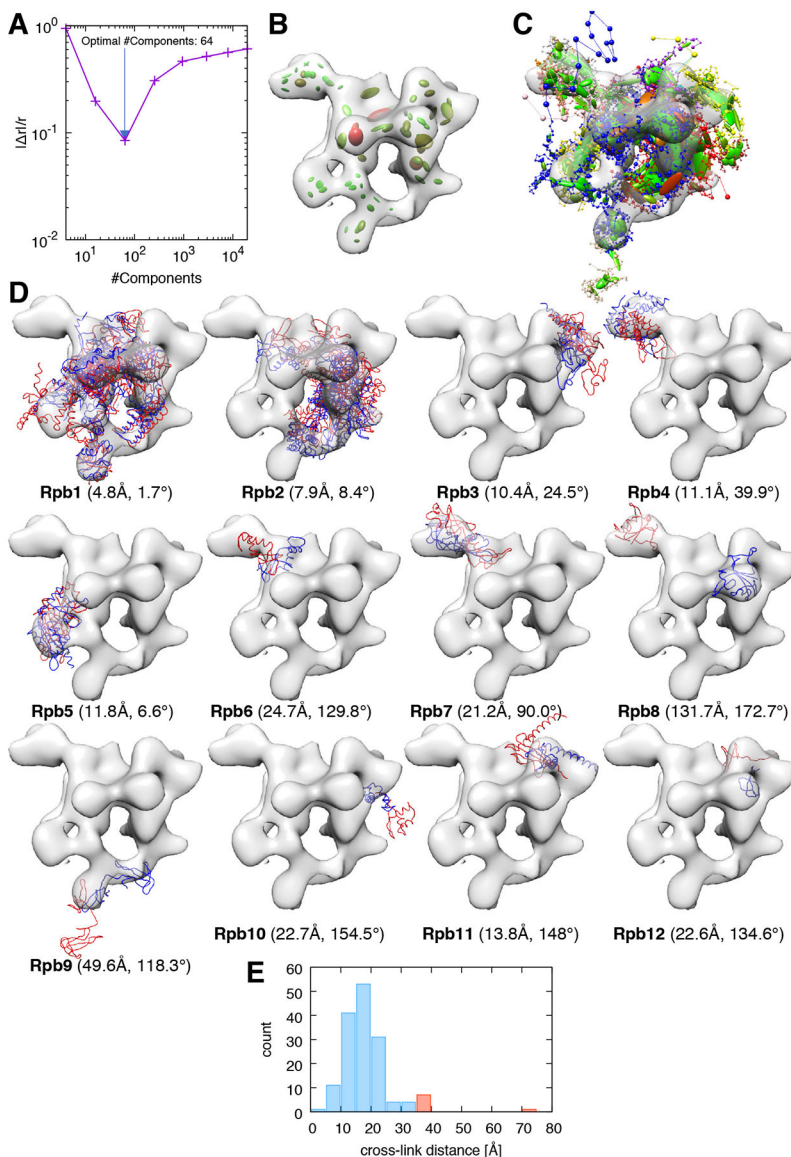 A
B
C
10⁰
Optimal #Components: 64
|Δr|/r
10⁻¹
10⁻²
10¹ 10² 10³ 10⁴
#Components
D
Rpb1 (4.8Å, 1.7°)
Rpb2 (7.9Å, 8.4°)
Rpb3 (10.4Å, 24.5°)
Rpb4 (11.1Å, 39.9°)
Rpb5 (11.8Å, 6.6°)
Rpb6 (24.7Å, 129.8°)
Rpb7 (21.2Å, 90.0°)
Rpb8 (131.7Å, 172.7°)
Rpb9 (49.6Å, 118.3°)
Rpb10 (22.7Å, 154.5°)
Rpb11 (13.8Å, 148°)
Rpb12 (22.6Å, 134.6°)
E
60
50
40
30
20
10
0
count
0 10 20 30 40 50 60 70 80
cross-link distance [Å]